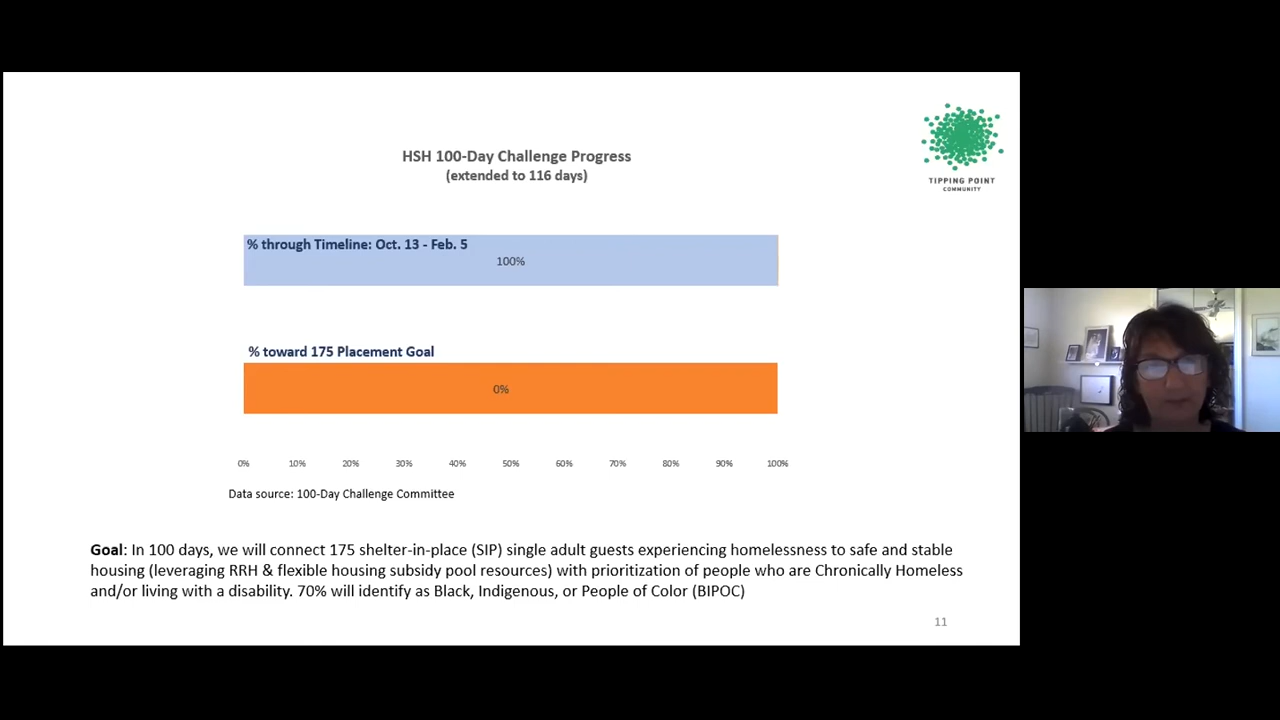 HSH 100-Day Challenge Progress
(extended to 116 days)
TIPPING POINT
COMMUNITY
% through Timeline: Oct. 13 - Feb. 5
100%
% toward 175 Placement Goal
0%
0% 10% 20% 30% 40% 50% 60% 70% 80% 90% 100%
Data source: 100-Day Challenge Committee
Goal: In 100 days, we will connect 175 shelter-in-place (SIP) single adult guests experiencing homelessness to safe and stable
housing (leveraging RRH & flexible housing subsidy pool resources) with prioritization of people who are Chronically Homeless
and/or living with a disability. 70% will identify as Black, Indigenous, or People of Color (BIPOC)
11